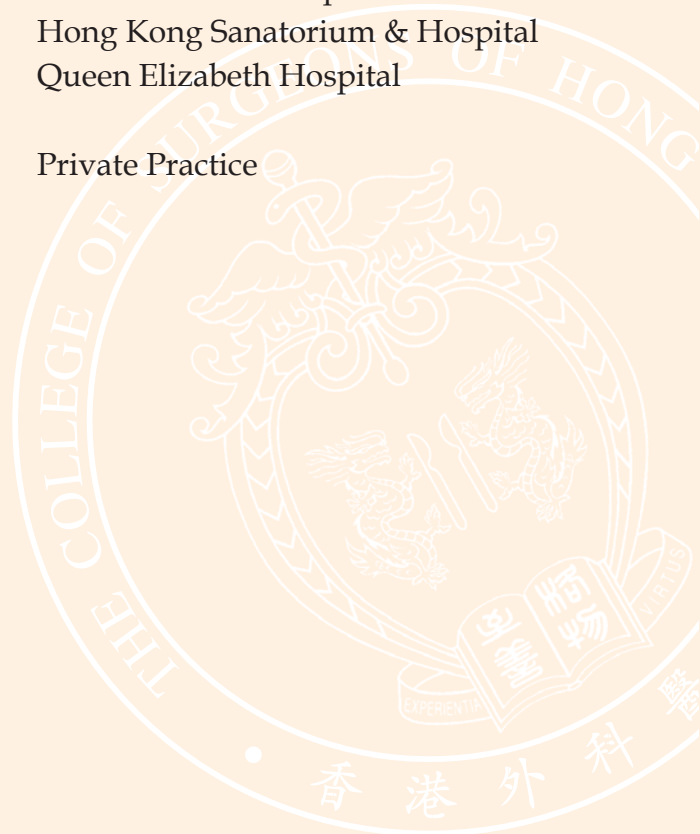 Hong Kong Sanatorium & Hospital
Queen Elizabeth Hospital
Private Practice
THE COLLEGE OF SURGEONS OF HONG
EXPERIENTIA
VIRTUS
香港外科醫